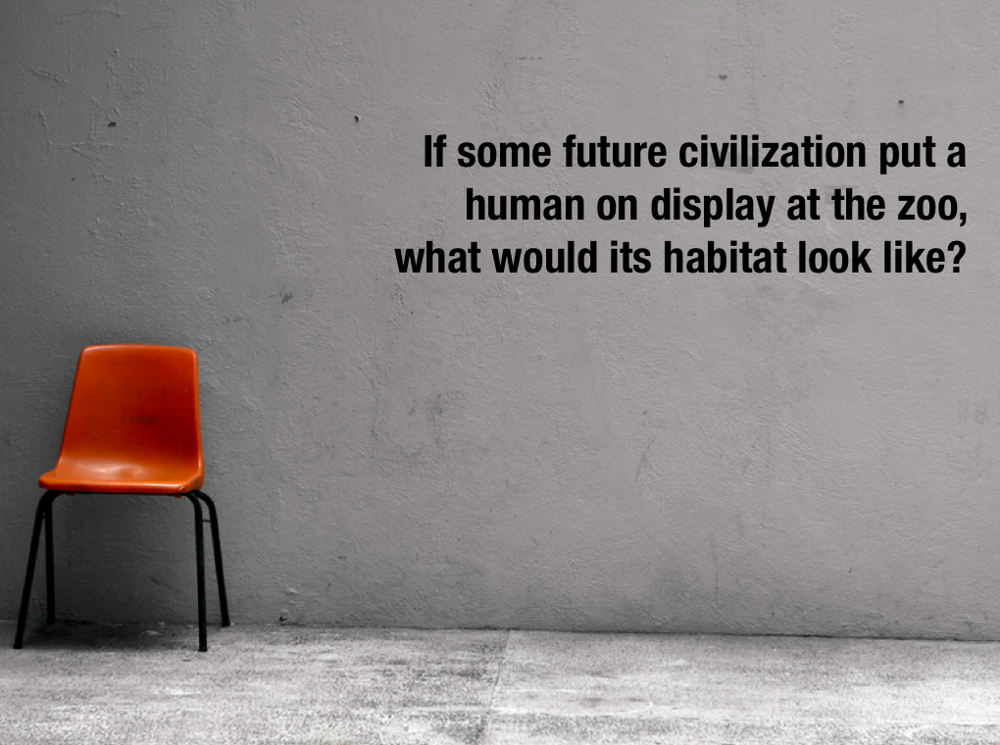 If some future civilization put a
human on display at the zoo,
what would its habitat look like?